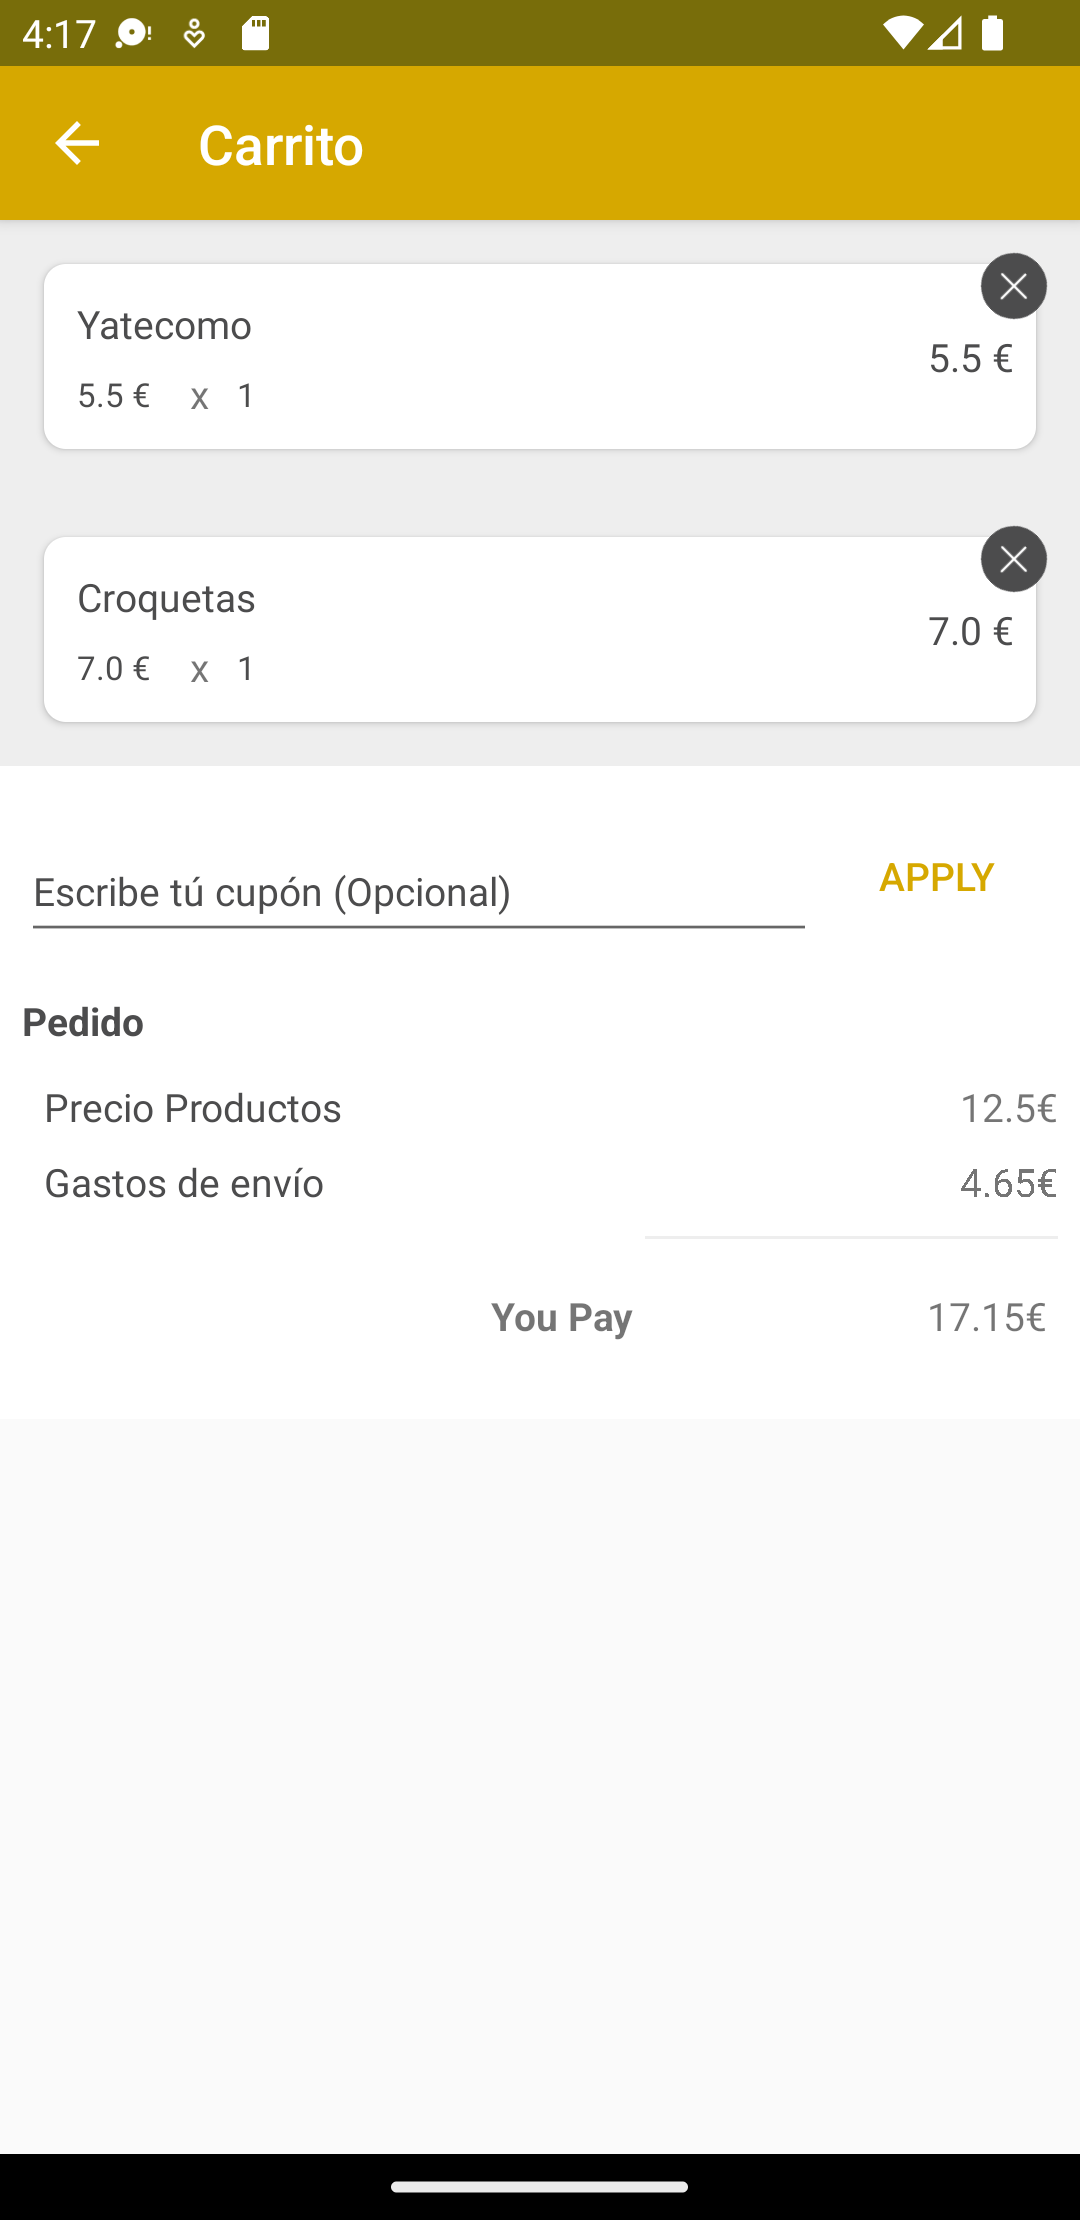 4:17
Carrito
Yatecomo
5.5 €
5.5 € x 1
Croquetas
7.0 €
7.0 € x 1
Escribe tú cupón (Opcional)
APPLY
Pedido
Precio Productos 12.5€
Gastos de envío 4.65€
You Pay 17.15€